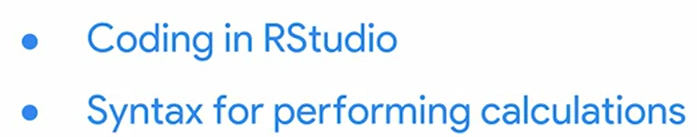 Coding in RStudio
Syntax for performing calculations